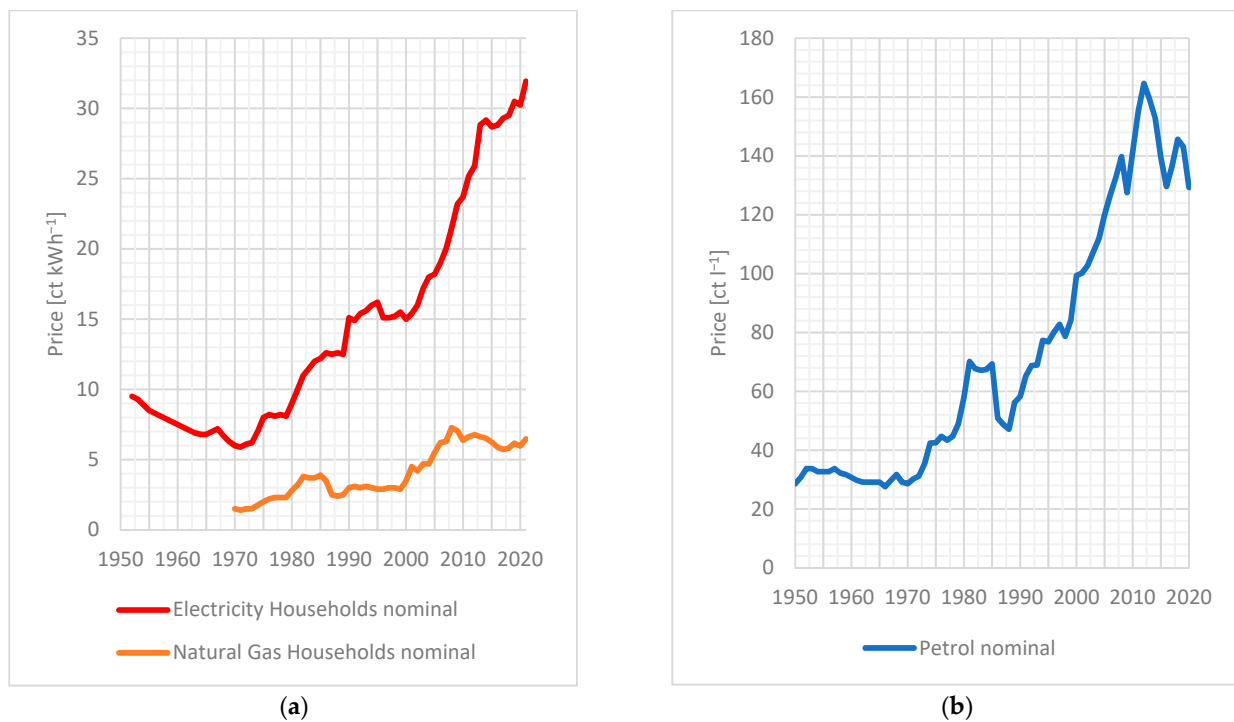 35
30
25
20
15
10
5
0
Price [ct kWh⁻¹]
1950 1960 1970 1980 1990 2000 2010 2020
Electricity Households nominal
Natural Gas Households nominal
(a)
180
160
140
120
100
80
60
40
20
0
Price [ct l⁻¹]
1950 1960 1970 1980 1990 2000 2010 2020
Petrol nominal
(b)